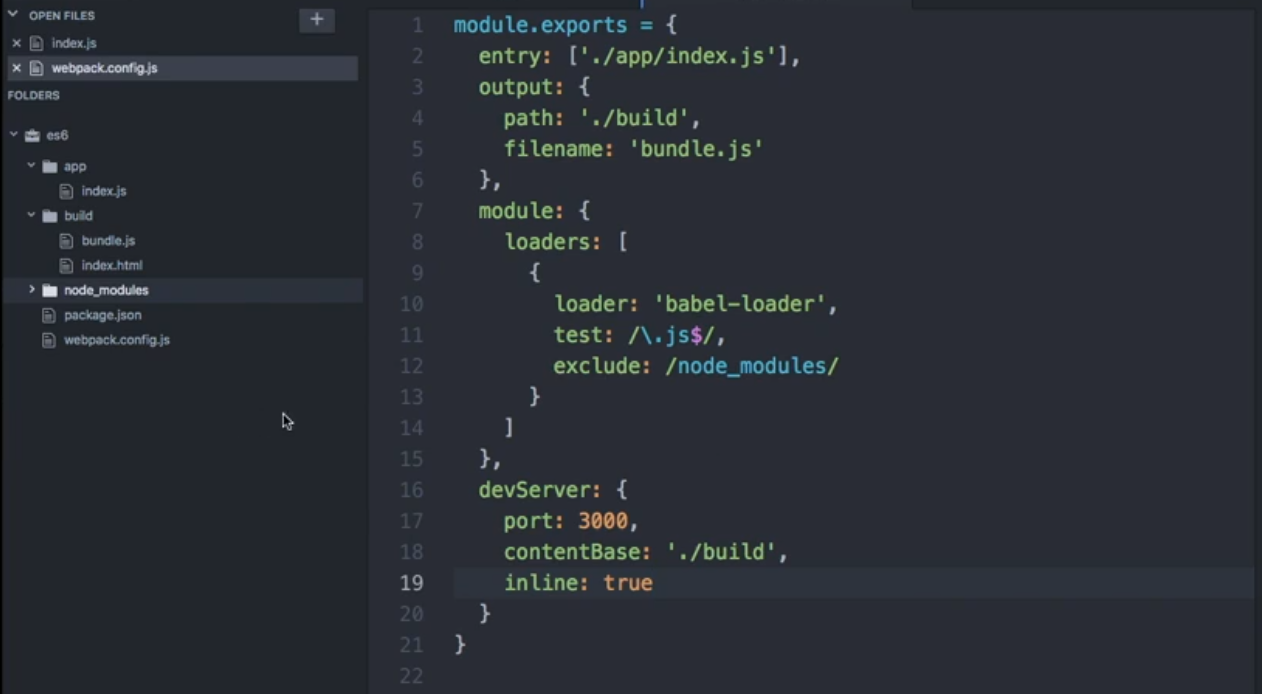 OPEN FILES
+
× index.js
× webpack.config.js
FOLDERS
es6
app
index.js
build
bundle.js
index.html
node_modules
package.json
webpack.config.js
1 module.exports = {
2   entry: ['./app/index.js'],
3   output: {
4     path: './build',
5     filename: 'bundle.js'
6   },
7   module: {
8     loaders: [
9       {
10         loader: 'babel-loader',
11         test: /\.js$/,
12         exclude: /node_modules/
13       }
14     ]
15   },
16   devServer: {
17     port: 3000,
18     contentBase: './build',
19     inline: true
20   }
21 }
22